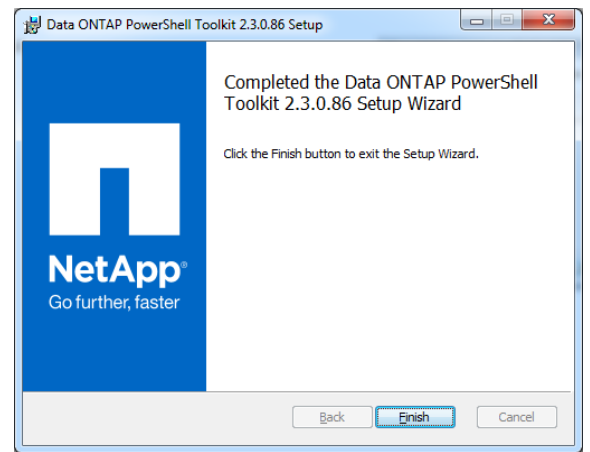 Data ONTAP PowerShell Toolkit 2.3.0.86 Setup
Completed the Data ONTAP PowerShell
Toolkit 2.3.0.86 Setup Wizard
Click the Finish button to exit the Setup Wizard.
NetApp®
Go further, faster
Back Finish Cancel